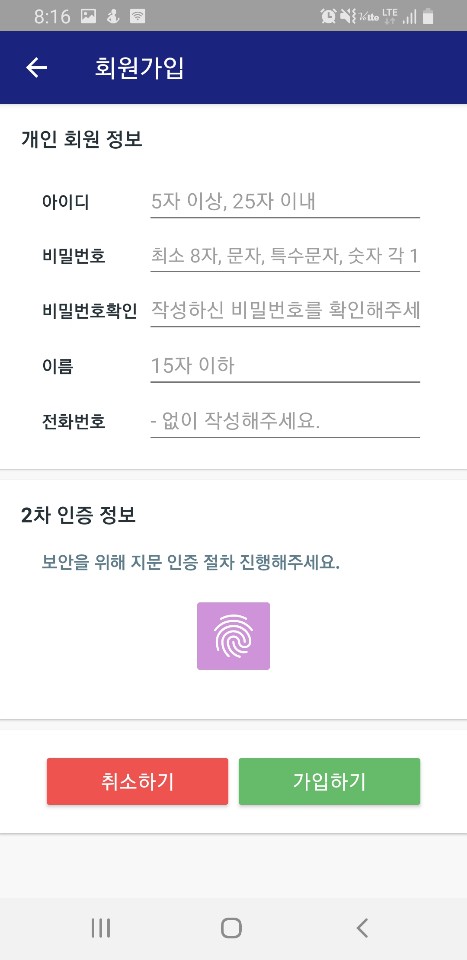 8:16
LTE
회원가입
개인 회원 정보
아이디 5자 이상, 25자 이내
비밀번호 최소 8자, 문자, 특수문자, 숫자 각 1
비밀번호확인 작성하신 비밀번호를 확인해주세
이름 15자 이하
전화번호 - 없이 작성해주세요.
2차 인증 정보
보안을 위해 지문 인증 절차 진행해주세요.
취소하기 가입하기